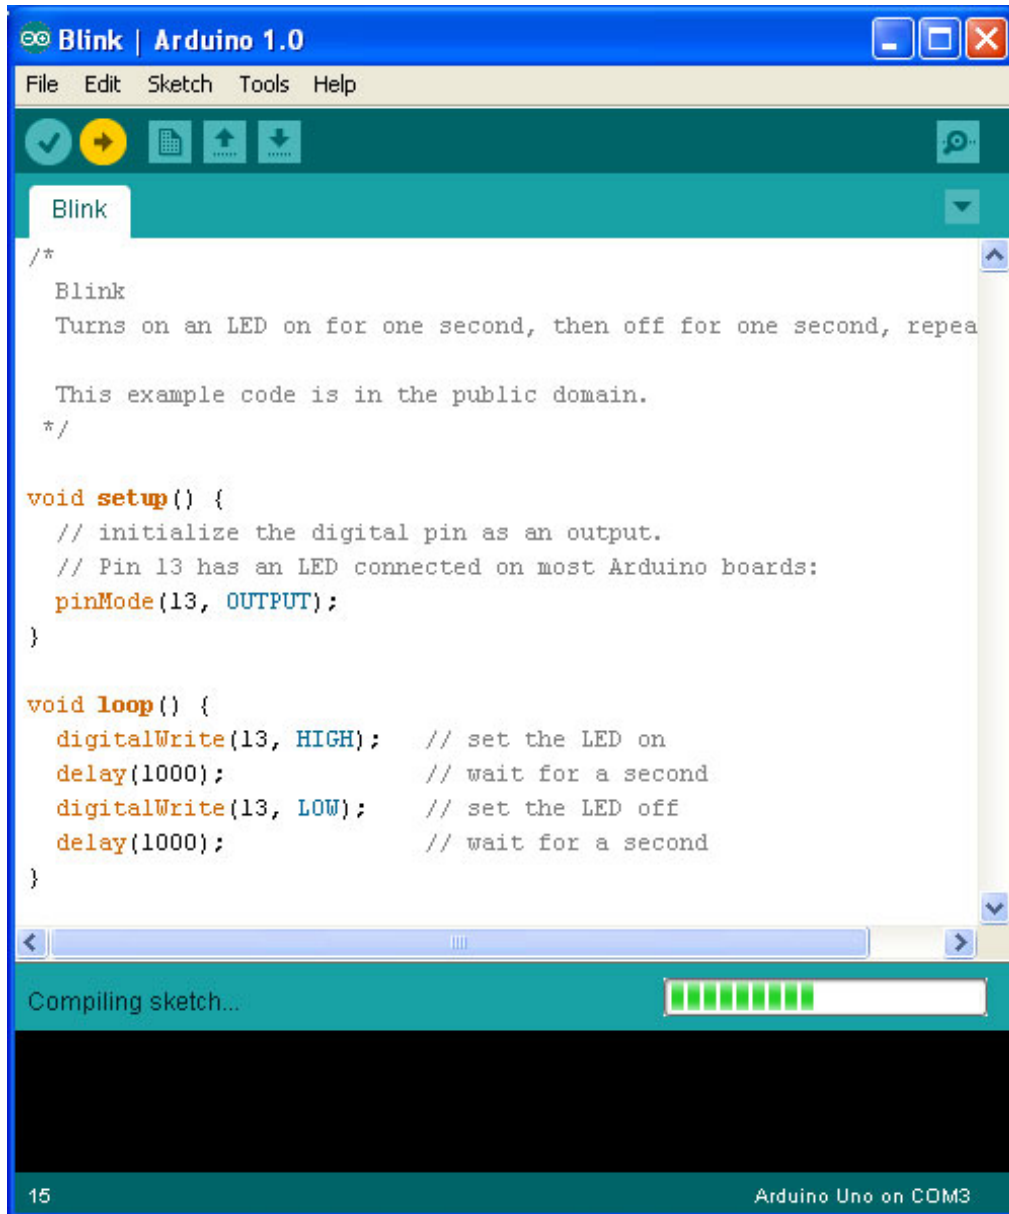 Blink | Arduino 1.0
File Edit Sketch Tools Help
Blink
/*
  Blink
  Turns on an LED on for one second, then off for one second, repea

  This example code is in the public domain.
 */

void setup() {
  // initialize the digital pin as an output.
  // Pin 13 has an LED connected on most Arduino boards:
  pinMode(13, OUTPUT);
}

void loop() {
  digitalWrite(13, HIGH);   // set the LED on
  delay(1000);              // wait for a second
  digitalWrite(13, LOW);    // set the LED off
  delay(1000);              // wait for a second
}
Compiling sketch...
15
Arduino Uno on COM3